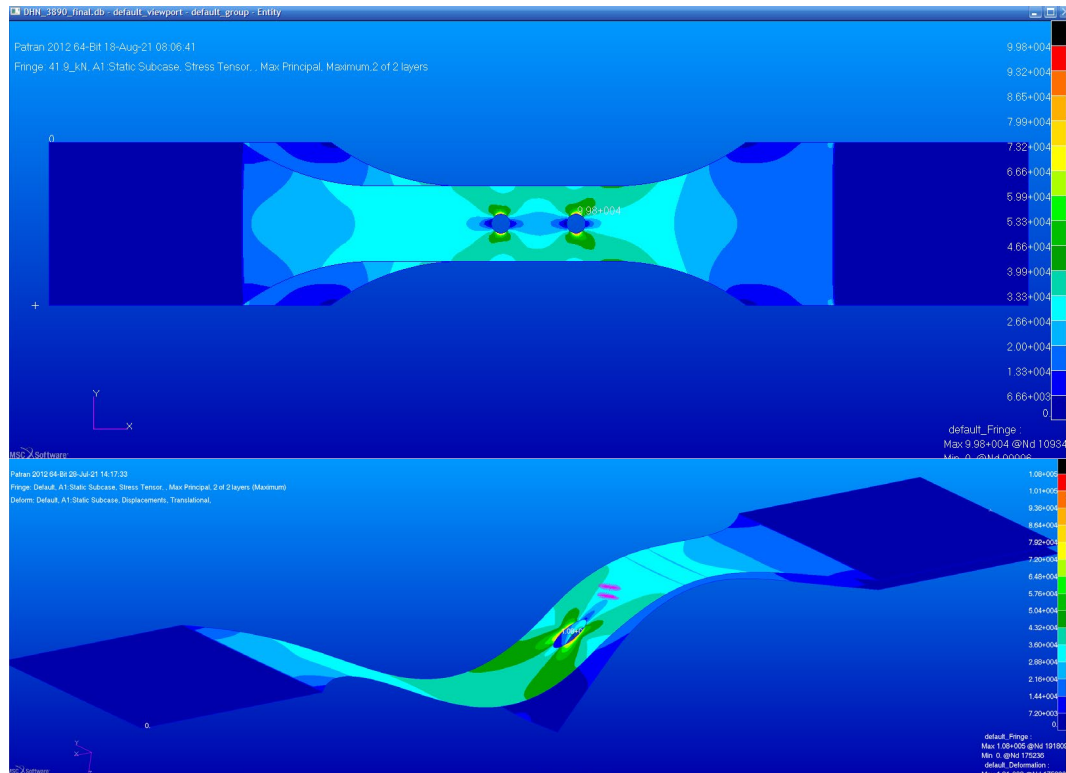 DHN_3890_final.db - default_viewport - default_group - Entity
Patran 2012 64-Bit 18-Aug-21 08:06:41
Fringe: 41.9_kN, A1:Static Subcase, Stress Tensor, , Max Principal, Maximum,2 of 2 layers
9.98+004
9.32+004
8.65+004
7.99+004
7.32+004
6.66+004
5.99+004
5.33+004
4.66+004
3.99+004
3.33+004
2.66+004
2.00+004
1.33+004
6.66+003
0.
0
9.98+004
Y
X
default_Fringe :
Max 9.98+004 @Nd 10934
Min 0. @Nd
MSC Software
Patran 2012 64-Bit 28-Jul-21 14:17:33
Fringe: Default, A1:Static Subcase, Stress Tensor, , Max Principal, 2 of 2 layers (Maximum)
Deform: Default, A1:Static Subcase, Displacements, Translational,
1.08+005
1.01+005
9.36+004
8.64+004
7.92+004
7.20+004
6.48+004
5.76+004
5.04+004
4.32+004
3.60+004
2.88+004
2.16+004
1.44+004
7.20+003
0.
0.
Y
X
Z
default_Fringe :
Max 1.08+005 @Nd 191809
Min 0. @Nd 175236
default_Deformation :
MSC Software